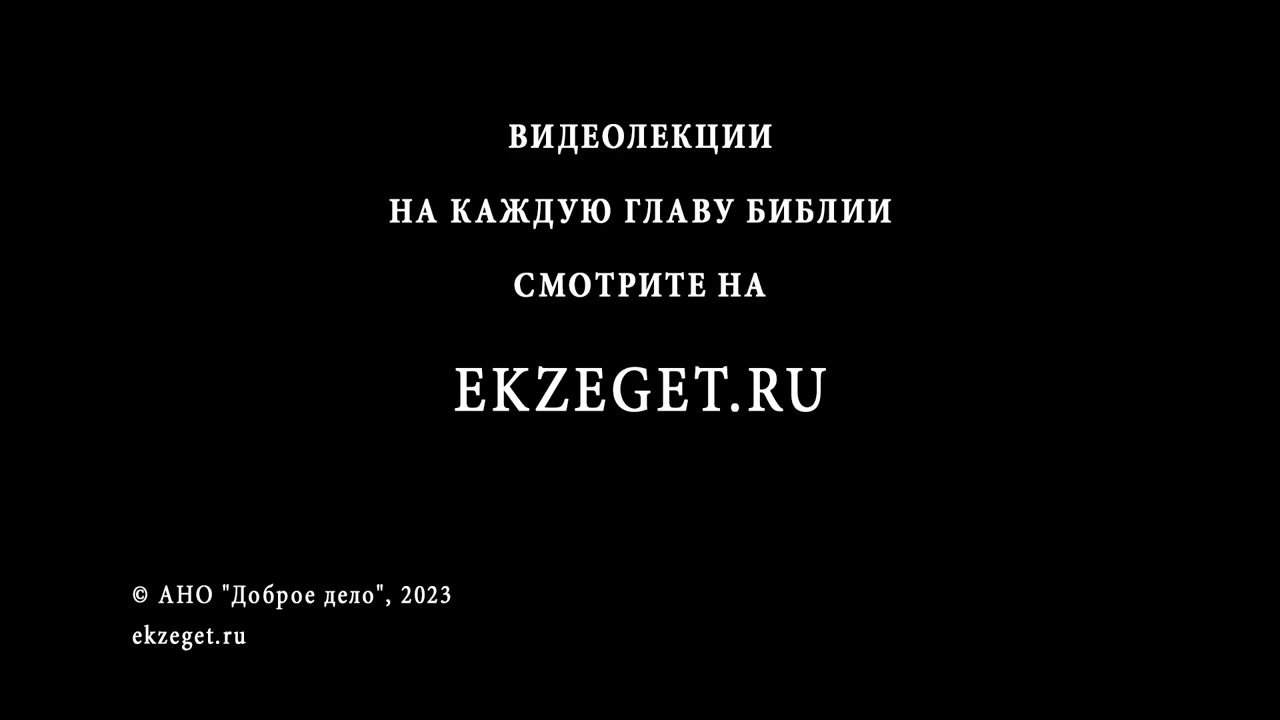 ВИДЕОЛЕКЦИИ
НА КАЖДУЮ ГЛАВУ БИБЛИИ
СМОТРИТЕ НА
EKZEGET.RU
© АНО "Доброе дело", 2023
ekzeget.ru